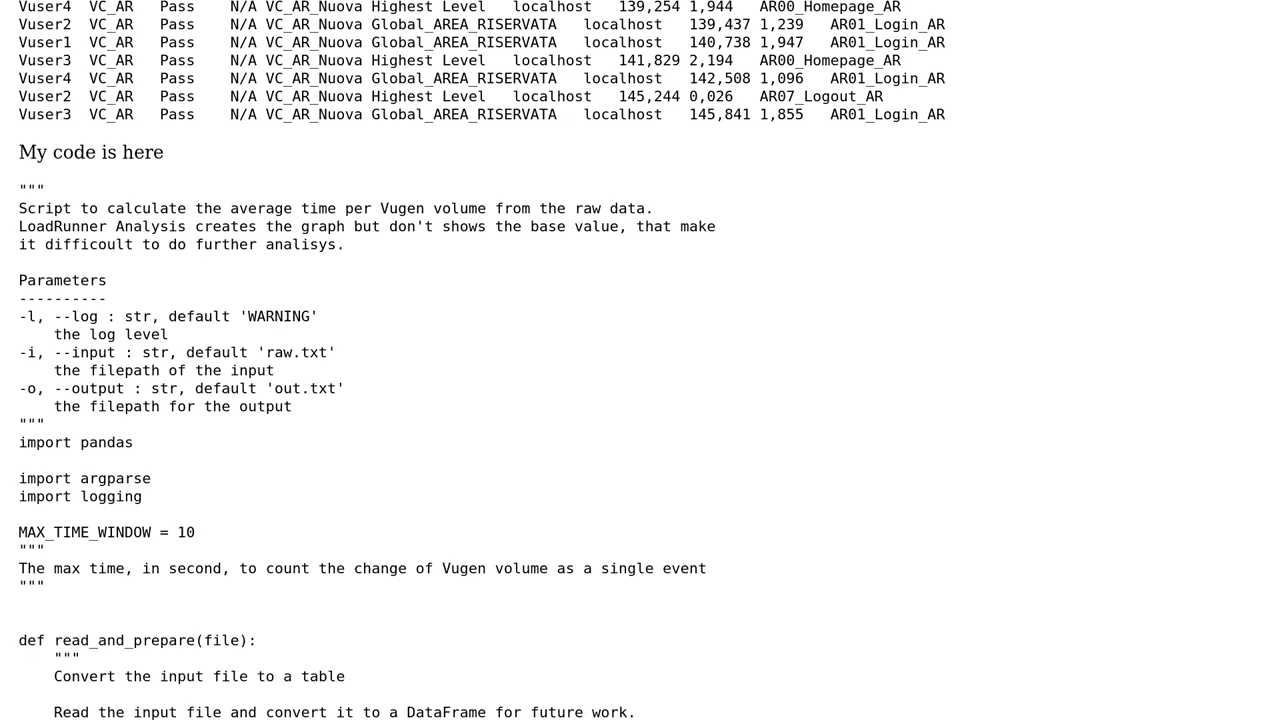 Vuser4  VC_AR   Pass    N/A VC_AR_Nuova Highest Level   localhost   139,254 1,944   AR00_Homepage_AR
Vuser2  VC_AR   Pass    N/A VC_AR_Nuova Global_AREA_RISERVATA   localhost   139,437 1,239   AR01_Login_AR
Vuser1  VC_AR   Pass    N/A VC_AR_Nuova Global_AREA_RISERVATA   localhost   140,738 1,947   AR01_Login_AR
Vuser3  VC_AR   Pass    N/A VC_AR_Nuova Highest Level   localhost   141,829 2,194   AR00_Homepage_AR
Vuser4  VC_AR   Pass    N/A VC_AR_Nuova Global_AREA_RISERVATA   localhost   142,508 1,096   AR01_Login_AR
Vuser2  VC_AR   Pass    N/A VC_AR_Nuova Highest Level   localhost   145,244 0,026   AR07_Logout_AR
Vuser3  VC_AR   Pass    N/A VC_AR_Nuova Global_AREA_RISERVATA   localhost   145,841 1,855   AR01_Login_AR
My code is here
"""
Script to calculate the average time per Vugen volume from the raw data.
LoadRunner Analysis creates the graph but don't shows the base value, that make
it difficoult to do further analisys.
Parameters
----------
-l, --log : str, default 'WARNING'
    the log level
-i, --input : str, default 'raw.txt'
    the filepath of the input
-o, --output : str, default 'out.txt'
    the filepath for the output
"""
import pandas
import argparse
import logging
MAX_TIME_WINDOW = 10
"""
The max time, in second, to count the change of Vugen volume as a single event
"""
def read_and_prepare(file):
    """
    Convert the input file to a table
    Read the input file and convert it to a DataFrame for future work.